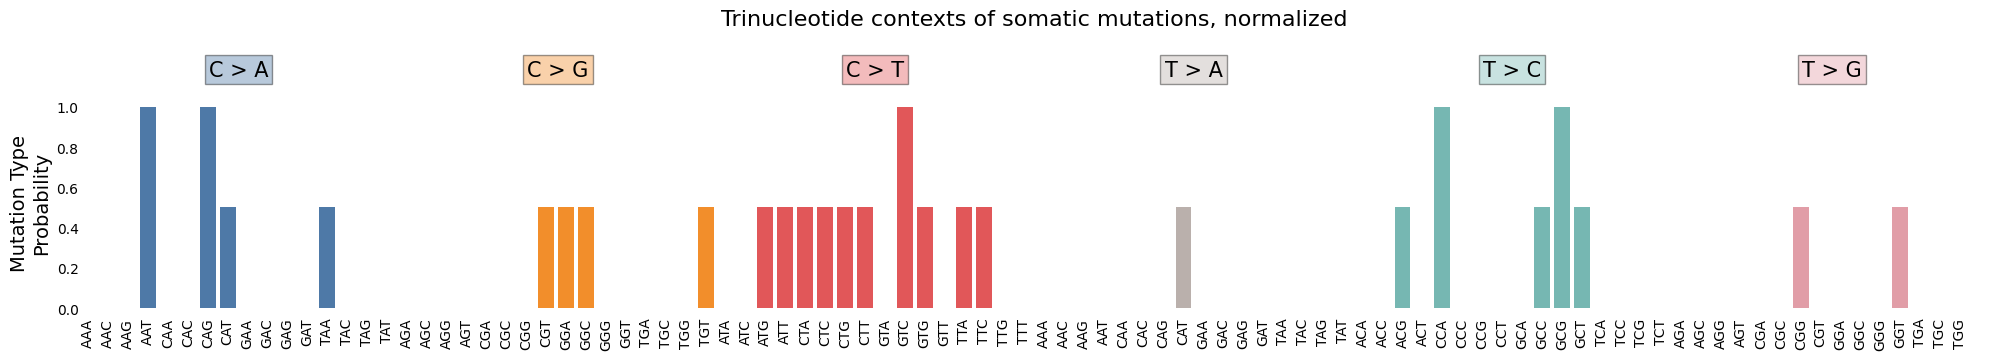 Trinucleotide contexts of somatic mutations, normalized
C > A
C > G
C > T
T > A
T > C
T > G
Mutation Type
Probability
1.0
0.8
0.6
0.4
0.2
0.0
AAA
AAC
AAG
AAT
CAA
CAC
CAG
CAT
GAA
GAC
GAG
GAT
TAA
TAC
TAG
TAT
AGA
AGC
AGG
AGT
CGA
CGC
CGG
CGT
GGA
GGC
GGG
GGT
TGA
TGC
TGG
TGT
ATA
ATC
ATG
ATT
CTA
CTC
CTG
CTT
GTA
GTC
GTG
GTT
TTA
TTC
TTG
TTT
AAA
AAC
AAG
AAT
CAA
CAC
CAG
CAT
GAA
GAC
GAG
GAT
TAA
TAC
TAG
TAT
ACA
ACC
ACG
ACT
CCA
CCC
CCG
CCT
GCA
GCC
GCG
GCT
TCA
TCC
TCG
TCT
AGA
AGC
AGG
AGT
CGA
CGC
CGG
CGT
GGA
GGC
GGG
GGT
TGA
TGC
TGG